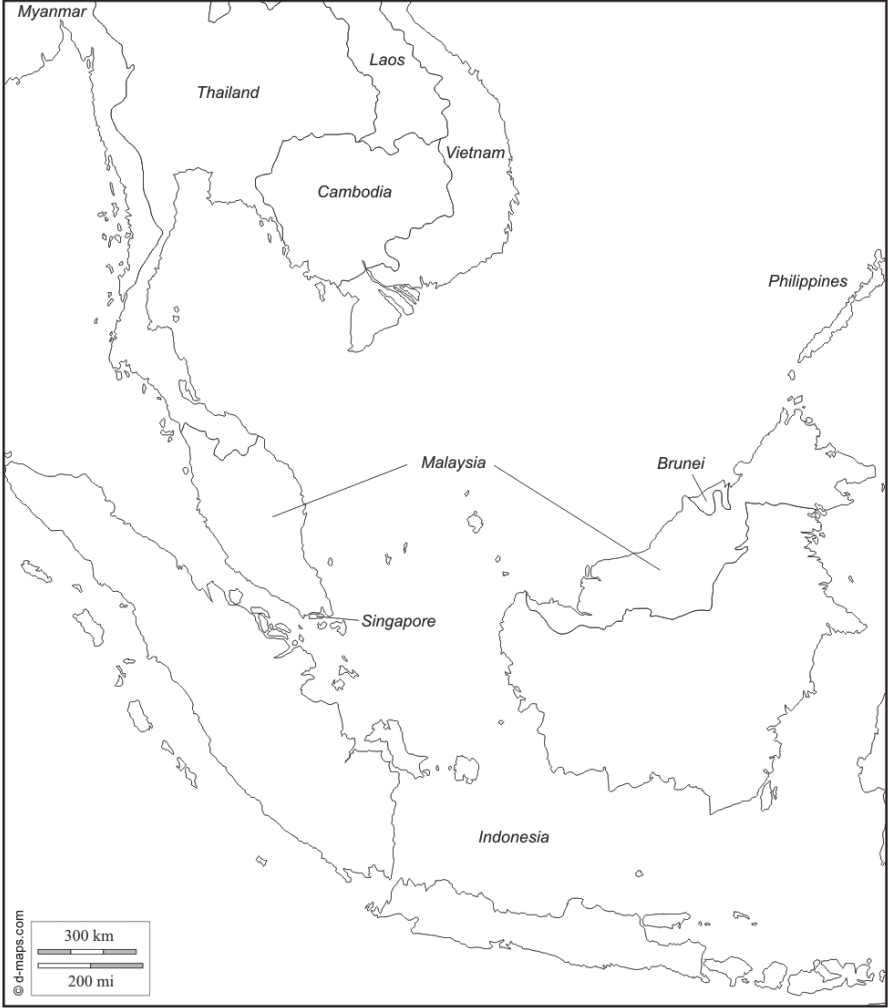 Myanmar
Laos
Thailand
Vietnam
Cambodia
Philippines
Malaysia
Brunei
Singapore
Indonesia
© d-maps.com
300 km
200 mi